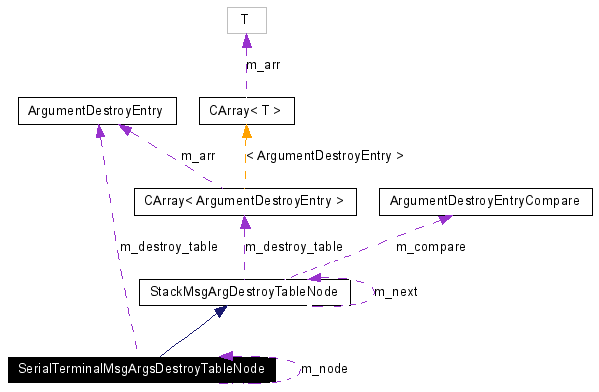 T
m_arr
ArgumentDestroyEntry
CArray< T >
m_arr
< ArgumentDestroyEntry >
CArray< ArgumentDestroyEntry >
ArgumentDestroyEntryCompare
m_destroy_table
m_destroy_table
m_compare
StackMsgArgDestroyTableNode
m_next
SerialTerminalMsgArgsDestroyTableNode
m_node